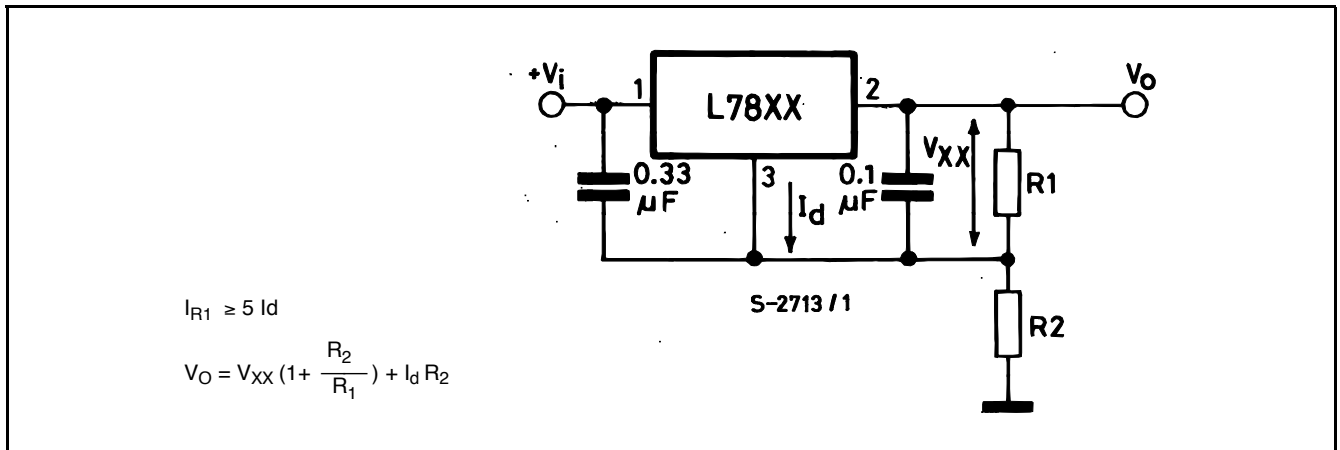 +Vi
1
L78XX
2
Vo
0.33
μF
3
Id
0.1
μF
VXX
R1
S-2713/1
R2
IR1 ≥ 5 Id
VO = VXX (1+ R2/R1) + Id R2